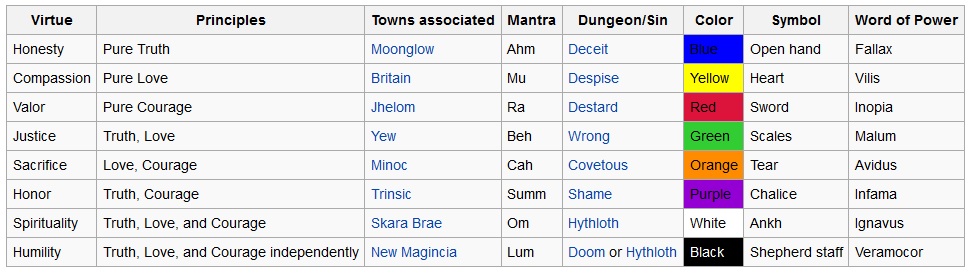 Virtue Principles Towns associated Mantra Dungeon/Sin Color Symbol Word of Power
Honesty Pure Truth Moonglow Ahm Deceit Blue Open hand Fallax
Compassion Pure Love Britain Mu Despise Yellow Heart Vilis
Valor Pure Courage Jhelom Ra Destard Red Sword Inopia
Justice Truth, Love Yew Beh Wrong Green Scales Malum
Sacrifice Love, Courage Minoc Cah Covetous Orange Tear Avidus
Honor Truth, Courage Trinsic Summ Shame Purple Chalice Infama
Spirituality Truth, Love, and Courage Skara Brae Om Hythloth White Ankh Ignavus
Humility Truth, Love, and Courage independently New Magincia Lum Doom or Hythloth Black Shepherd staff Veramocor